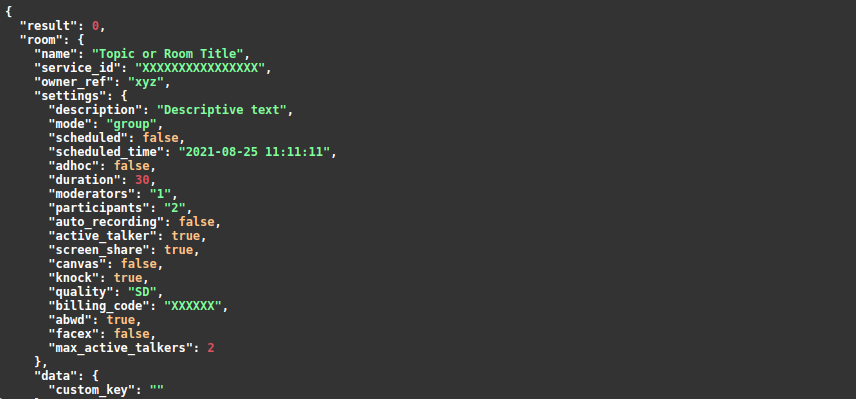 {
"result": 0,
"room": {
"name": "Topic or Room Title",
"service_id": "XXXXXXXXXXXXXXXX",
"owner_ref": "xyz",
"settings": {
"description": "Descriptive text",
"mode": "group",
"scheduled": false,
"scheduled_time": "2021-08-25 11:11:11",
"adhoc": false,
"duration": 30,
"moderators": "1",
"participants": "2",
"auto_recording": false,
"active_talker": true,
"screen_share": true,
"canvas": false,
"knock": true,
"quality": "SD",
"billing_code": "XXXXXX",
"abwd": true,
"facex": false,
"max_active_talkers": 2
},
"data": {
"custom_key": ""